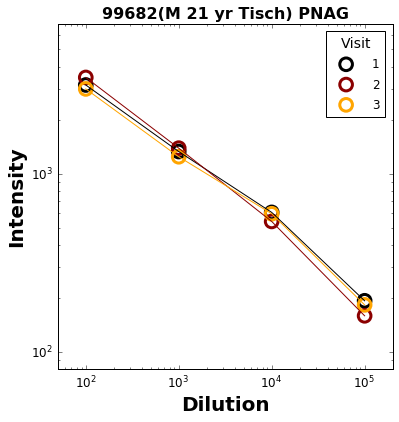 99682(M 21 yr Tisch) PNAG
Visit
1
2
3
Intensity
10³
10²
10² 10³ 10⁴ 10⁵
Dilution